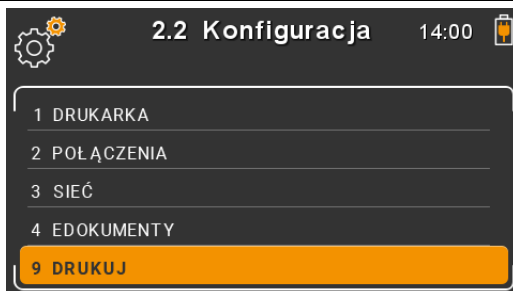 2.2 Konfiguracja 14:00
1 DRUKARKA
2 POŁĄCZENIA
3 SIEĆ
4 EDOKUMENTY
9 DRUKUJ